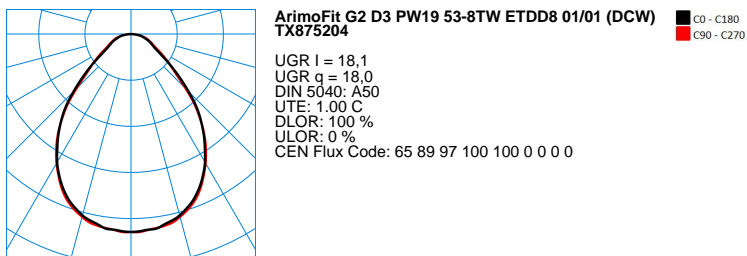 ArimoFit G2 D3 PW19 53-8TW ETDD8 01/01 (DCW)
TX875204
C0 - C180
C90 - C270
UGR l = 18,1
UGR q = 18,0
DIN 5040: A50
UTE: 1.00 C
DLOR: 100 %
ULOR: 0 %
CEN Flux Code: 65 89 97 100 100 0 0 0 0